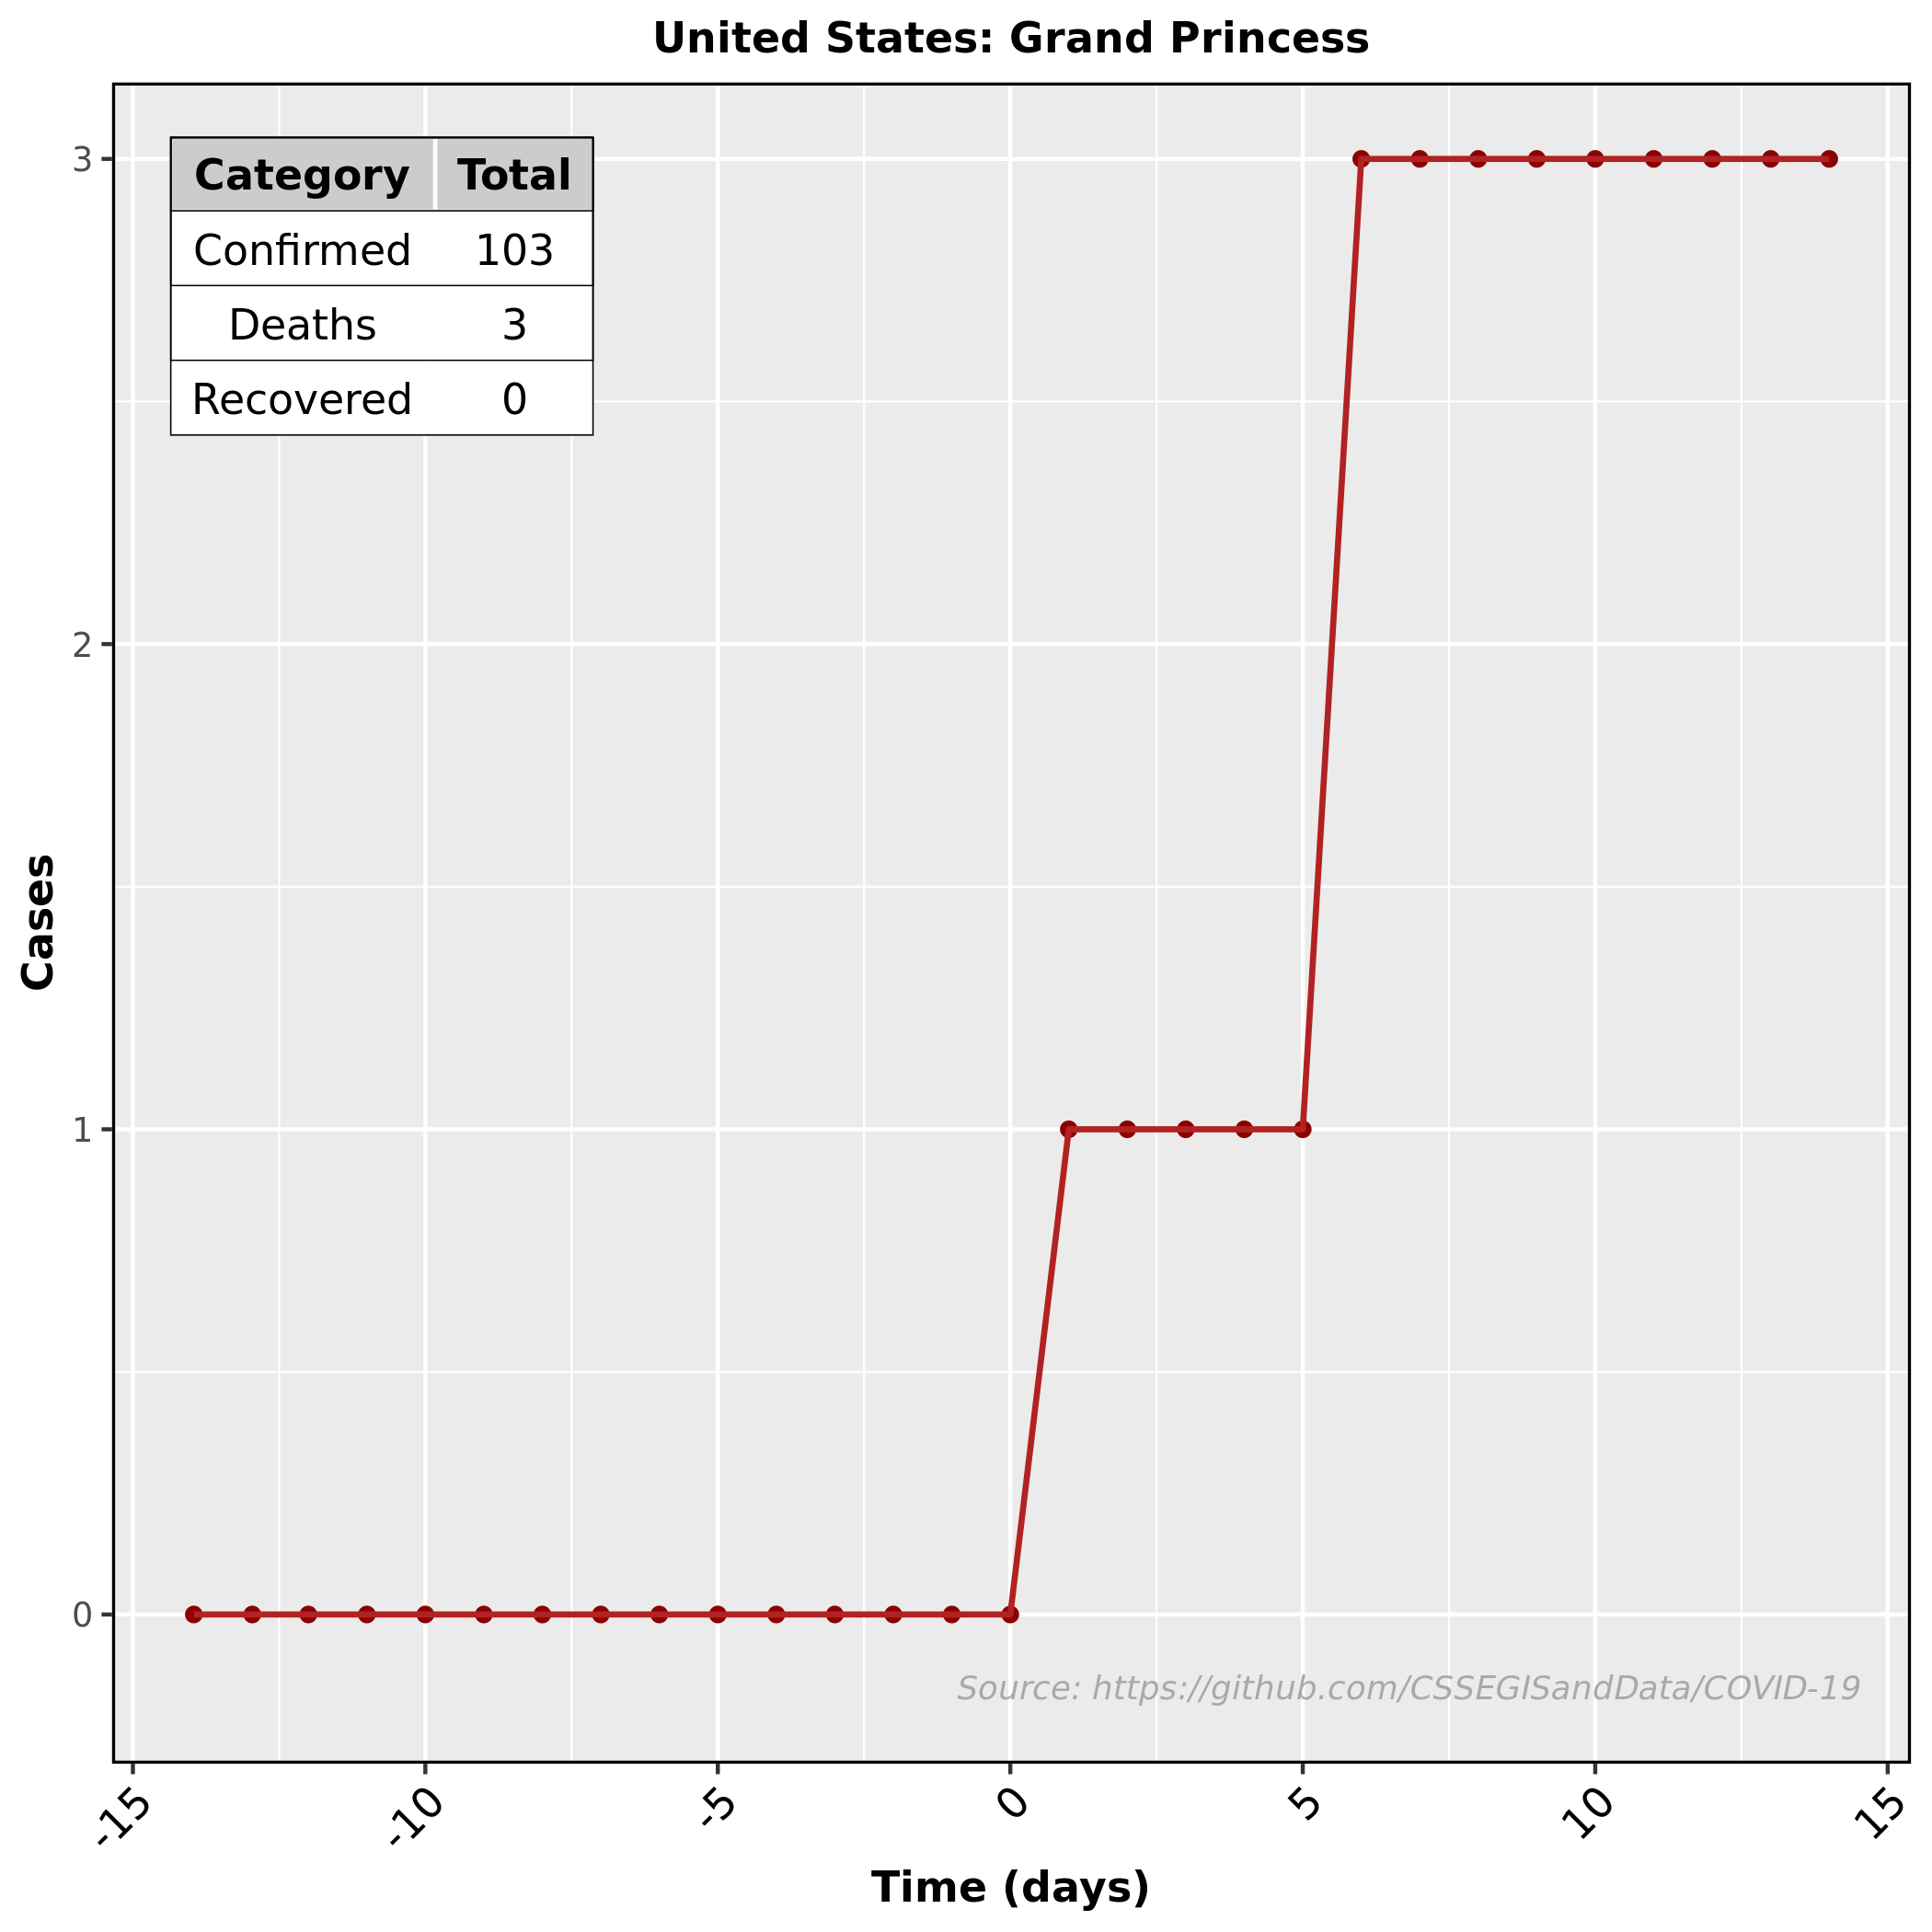 United States: Grand Princess
Category Total
Confirmed 103
Deaths 3
Recovered 0
3
2
1
0
Cases
Source: https://github.com/CSSEGISandData/COVID-19
-15 -10 -5 0 5 10 15
Time (days)